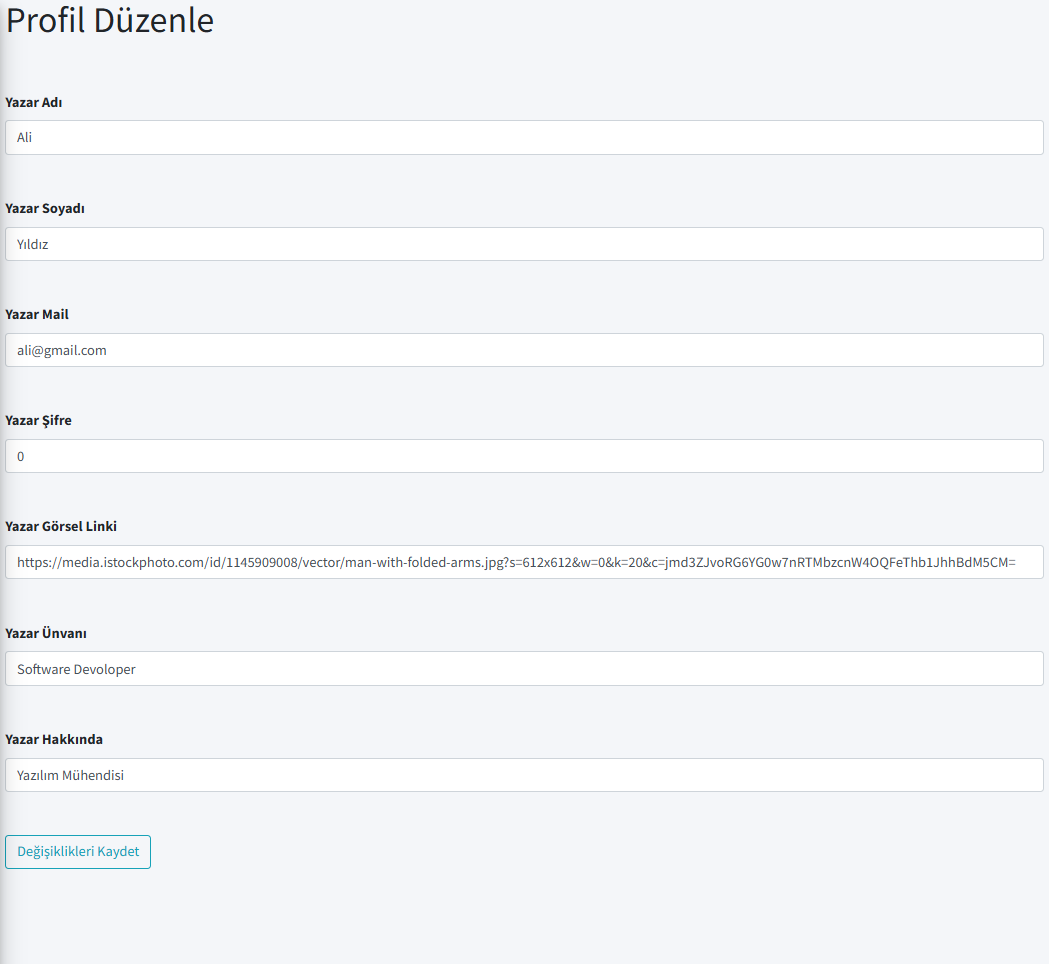 Profil Düzenle
Yazar Adı
Ali
Yazar Soyadı
Yıldız
Yazar Mail
ali@gmail.com
Yazar Şifre
0
Yazar Görsel Linki
https://media.istockphoto.com/id/1145909008/vector/man-with-folded-arms.jpg?s=612x612&w=0&k=20&c=jmd3ZJvoRG6YG0w7nRTMbzcnW4OQFeThb1JhhBdM5CM=
Yazar Ünvanı
Software Devoloper
Yazar Hakkında
Yazılım Mühendisi
Değişiklikleri Kaydet